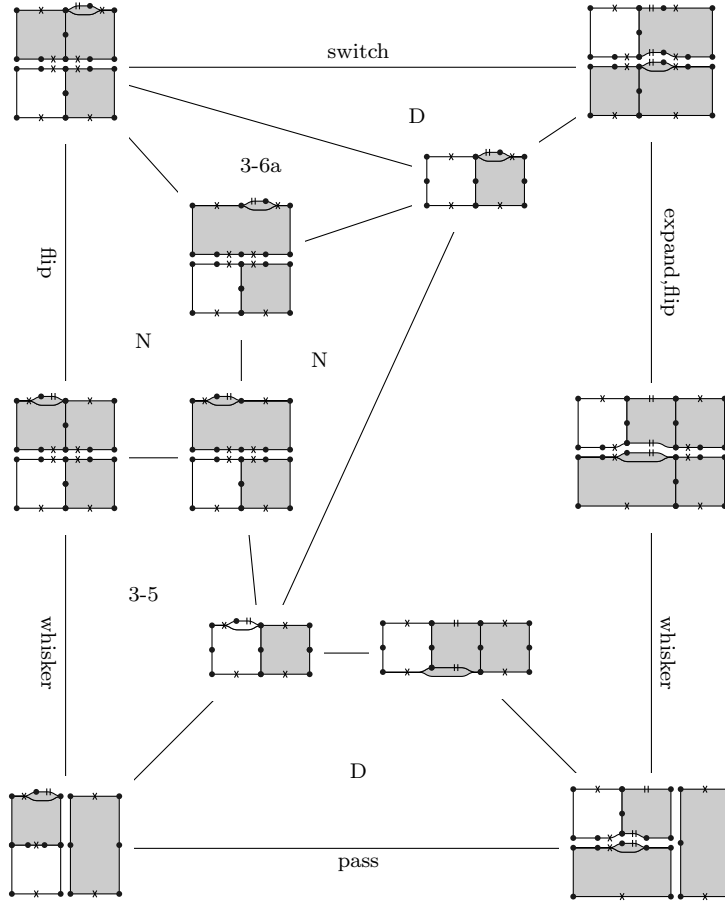 switch
D
3-6a
flip
expand,flip
N
N
3-5
whisker
whisker
D
pass